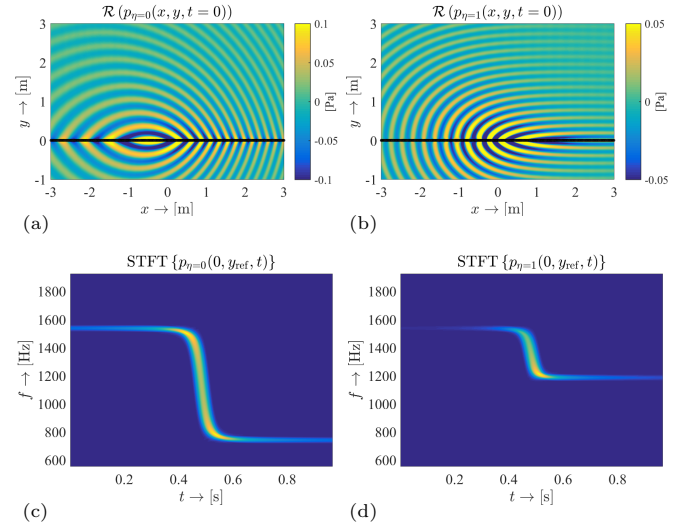 ℛ (p_{η=0}(x, y, t = 0))
ℛ (p_{η=1}(x, y, t = 0))
y → [m]
3
2
1
0
-1
-3 -2 -1 0 1 2 3
x → [m]
0.1
0.05
0
-0.05
-0.1
[Pa]
(a)
y → [m]
3
2
1
0
-1
-3 -2 -1 0 1 2 3
x → [m]
0.05
0
-0.05
[Pa]
(b)
STFT {p_{η=0}(0, y_{ref}, t)}
f → [Hz]
1800
1600
1400
1200
1000
800
600
0.2 0.4 0.6 0.8
t → [s]
(c)
STFT {p_{η=1}(0, y_{ref}, t)}
f → [Hz]
1800
1600
1400
1200
1000
800
600
0.2 0.4 0.6 0.8
t → [s]
(d)